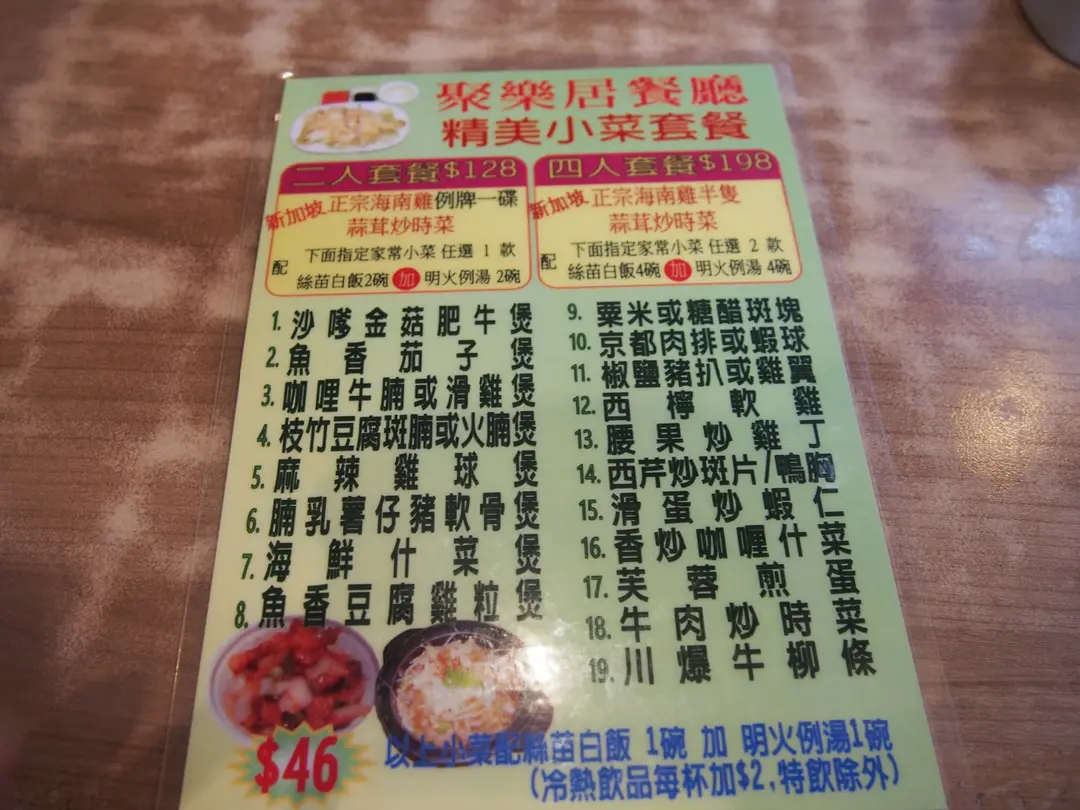 聚樂居餐廳
精美小菜套餐
二人套餐$128
新加坡 正宗海南雞例牌一碟
蒜茸炒時菜
配 下面指定家常小菜 任選 1 款
絲苗白飯2碗 加 明火例湯 2碗
四人套餐$198
新加坡 正宗海南雞半隻
蒜茸炒時菜
配 下面指定家常小菜 任選 2 款
絲苗白飯4碗 加 明火例湯 4碗
1. 沙嗲金菇肥牛煲
2. 魚香茄子煲
3. 咖哩牛腩或滑雞煲
4. 枝竹豆腐斑腩或火腩煲
5. 麻辣雞球煲
6. 腩乳薯仔豬軟骨煲
7. 海鮮什菜煲
8. 魚香豆腐雞粒煲
9. 粟米或糖醋斑塊
10. 京都肉排或蝦球
11. 椒鹽豬扒或雞翼
12. 西檸軟雞
13. 腰果炒雞丁
14. 西芹炒斑片/鴨胸
15. 滑蛋炒蝦仁
16. 香炒咖喱什菜
17. 芙蓉煎蛋
18. 牛肉炒時菜
19. 川爆牛柳條
$46
以上小菜配絲苗白飯 1碗 加 明火例湯1碗
(冷熱飲品每杯加$2,特飲除外)